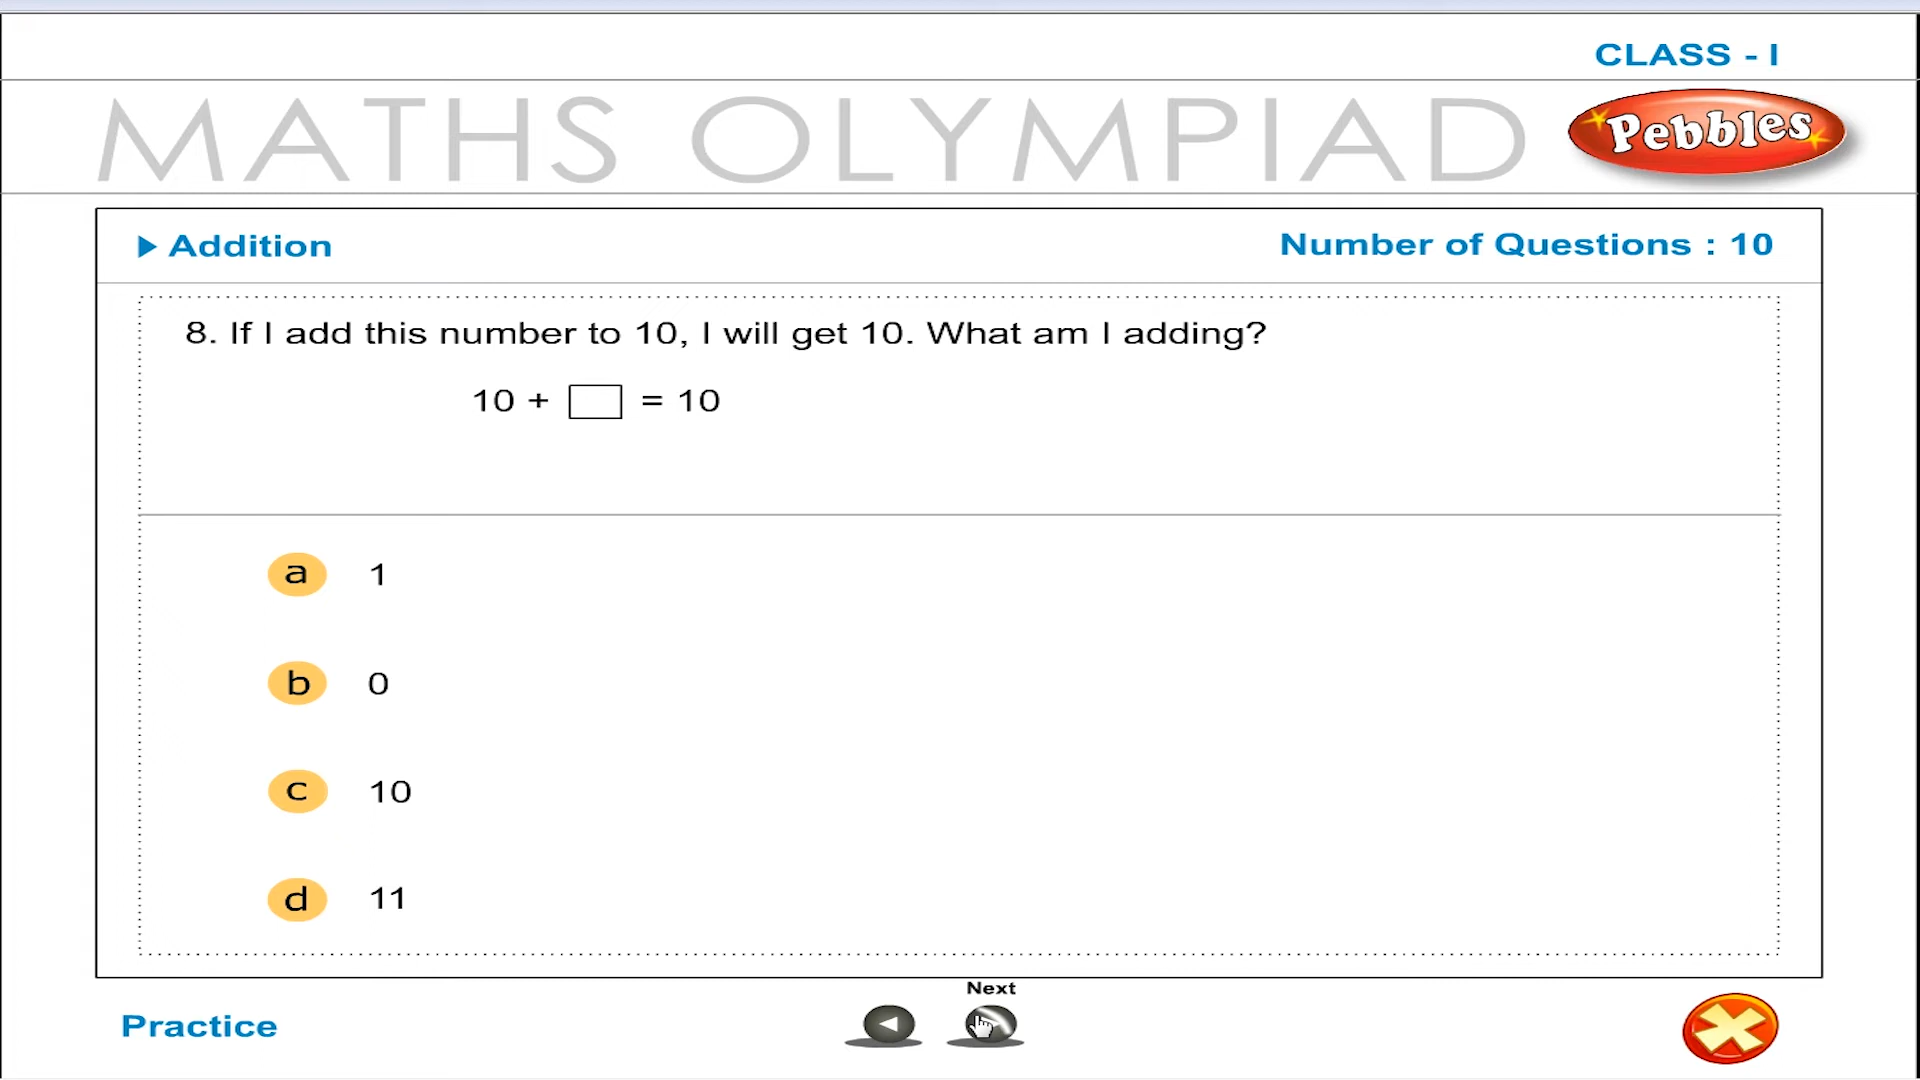 CLASS - I
MATHS OLYMPIAD
Pebbles
Addition
Number of Questions : 10
8. If I add this number to 10, I will get 10. What am I adding?
10 + = 10
a 1
b 0
c 10
d 11
Next
Practice